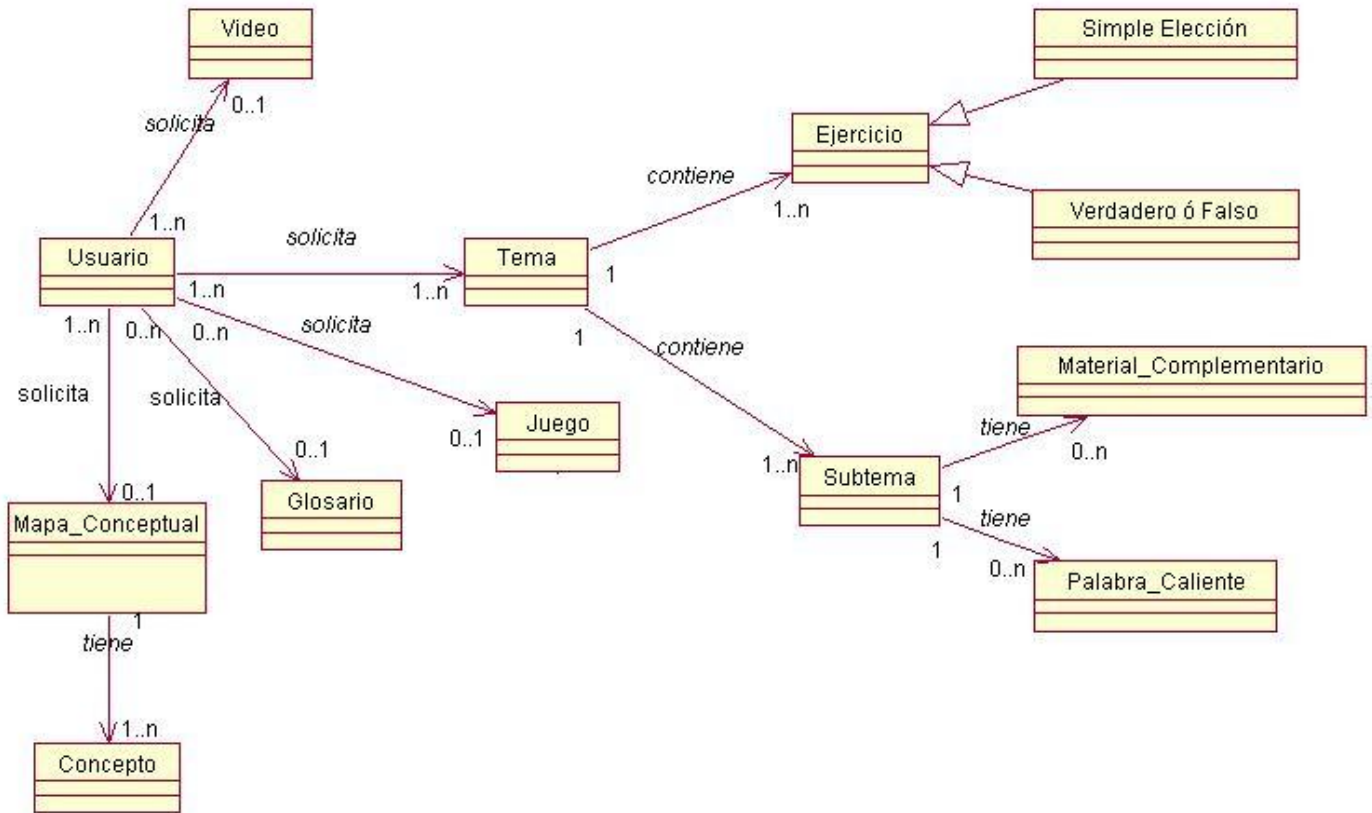 Video
Simple Elección
0..1
solicita
Ejercicio
contiene
1..n
Verdadero ó Falso
1..n
solicita
Usuario
Tema
1..n
1..n
1
1..n
0..n
0..n
solicita
1
contiene
Material_Complementario
solicita
solicita
Juego
0..1
tiene
0..n
0..1
1..n
Subtema
0..1
Glosario
1
Mapa_Conceptual
tiene
1
0..n
Palabra_Caliente
1
tiene
1..n
Concepto